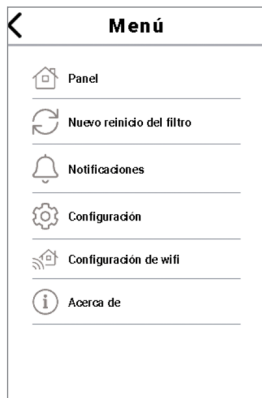 Menú
Panel
Nuevo reinicio del filtro
Notificaciones
Configuración
Configuración de wifi
Acerca de